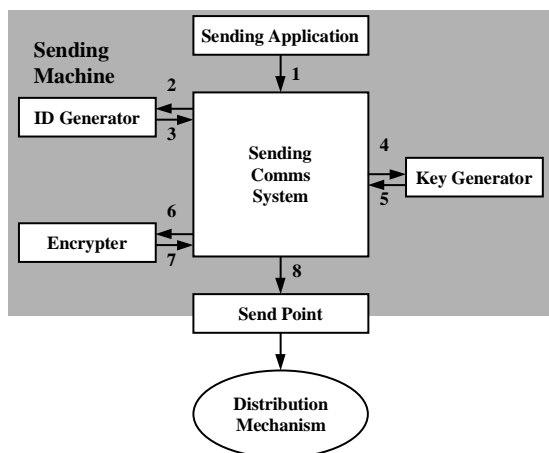 Sending Application
Sending
Machine
1
2
ID Generator
3
Sending
Comms
System
4
Key Generator
5
6
Encrypter
7
8
Send Point
Distribution
Mechanism